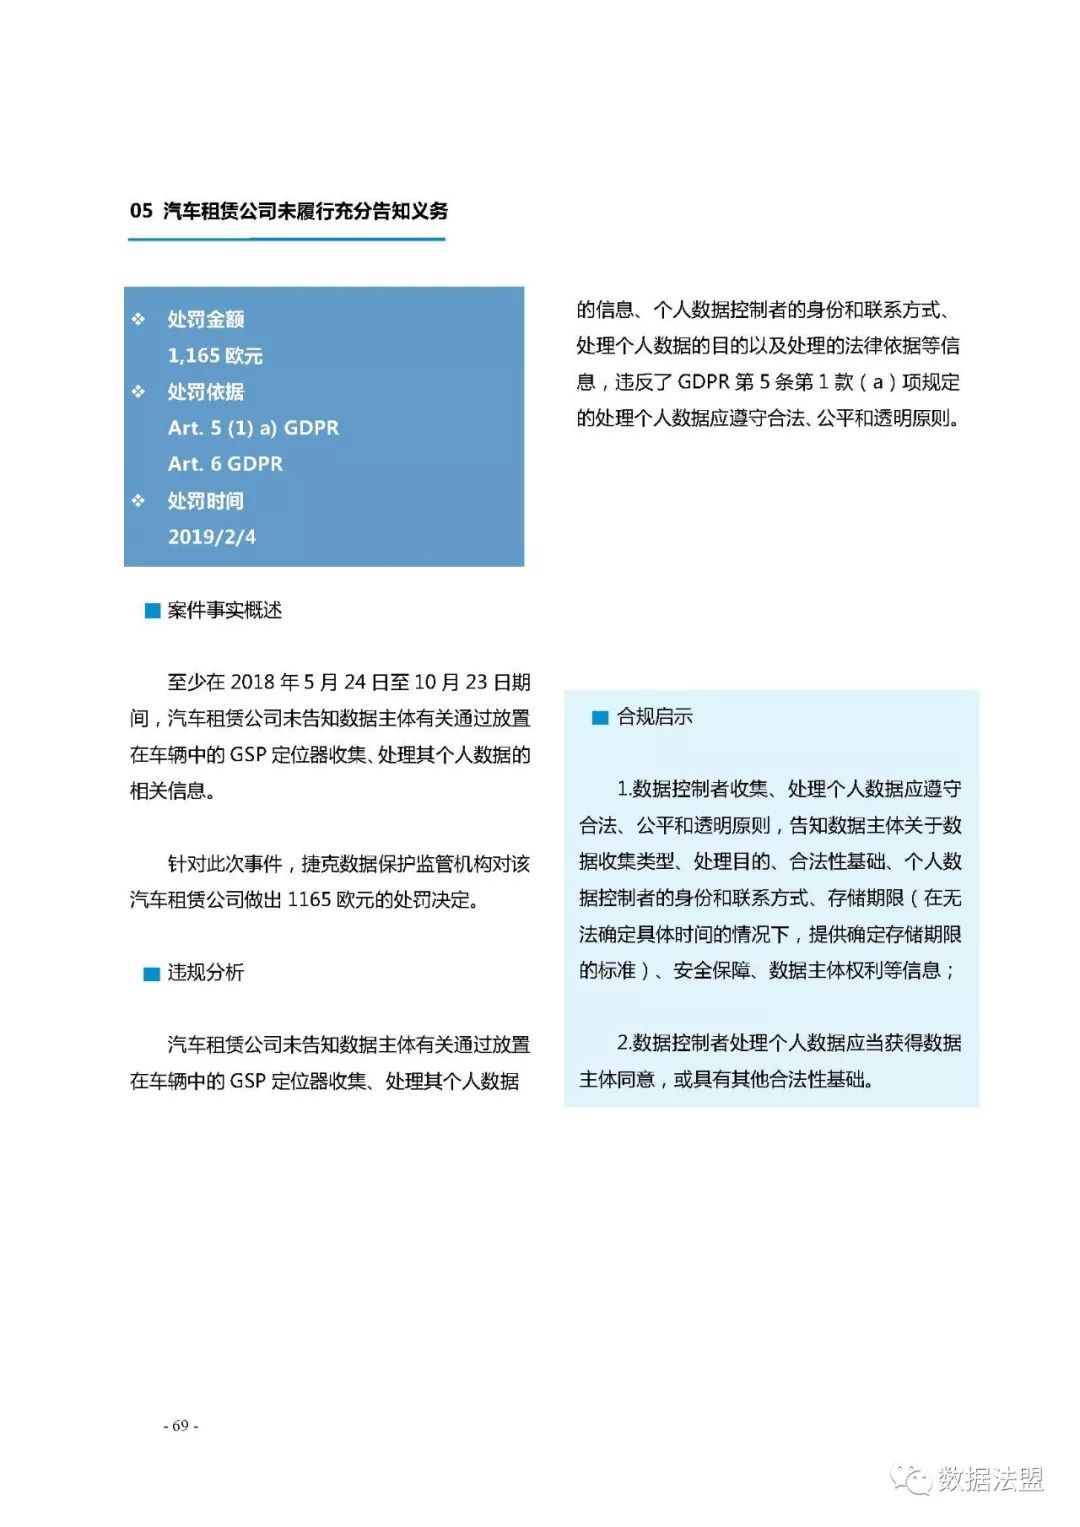 05 汽车租赁公司未履行充分告知义务
❖ 处罚金额
1,165 欧元
❖ 处罚依据
Art. 5 (1) a) GDPR
Art. 6 GDPR
❖ 处罚时间
2019/2/4
■ 案件事实概述
至少在 2018 年 5 月 24 日至 10 月 23 日期
间，汽车租赁公司未告知数据主体有关通过放置
在车辆中的 GSP 定位器收集、处理其个人数据的
相关信息。
针对此次事件，捷克数据保护监管机构对该
汽车租赁公司做出 1165 欧元的处罚决定。
■ 违规分析
汽车租赁公司未告知数据主体有关通过放置
在车辆中的 GSP 定位器收集、处理其个人数据
的信息、个人数据控制者的身份和联系方式、
处理个人数据的目的以及处理的法律依据等信
息，违反了 GDPR 第 5 条第 1 款（a）项规定
的处理个人数据应遵守合法、公平和透明原则。
■ 合规启示
1.数据控制者收集、处理个人数据应遵守
合法、公平和透明原则，告知数据主体关于数
据收集类型、处理目的、合法性基础、个人数
据控制者的身份和联系方式、存储期限（在无
法确定具体时间的情况下，提供确定存储期限
的标准）、安全保障、数据主体权利等信息；
2.数据控制者处理个人数据应当获得数据
主体同意，或具有其他合法性基础。
- 69 -
数据法盟